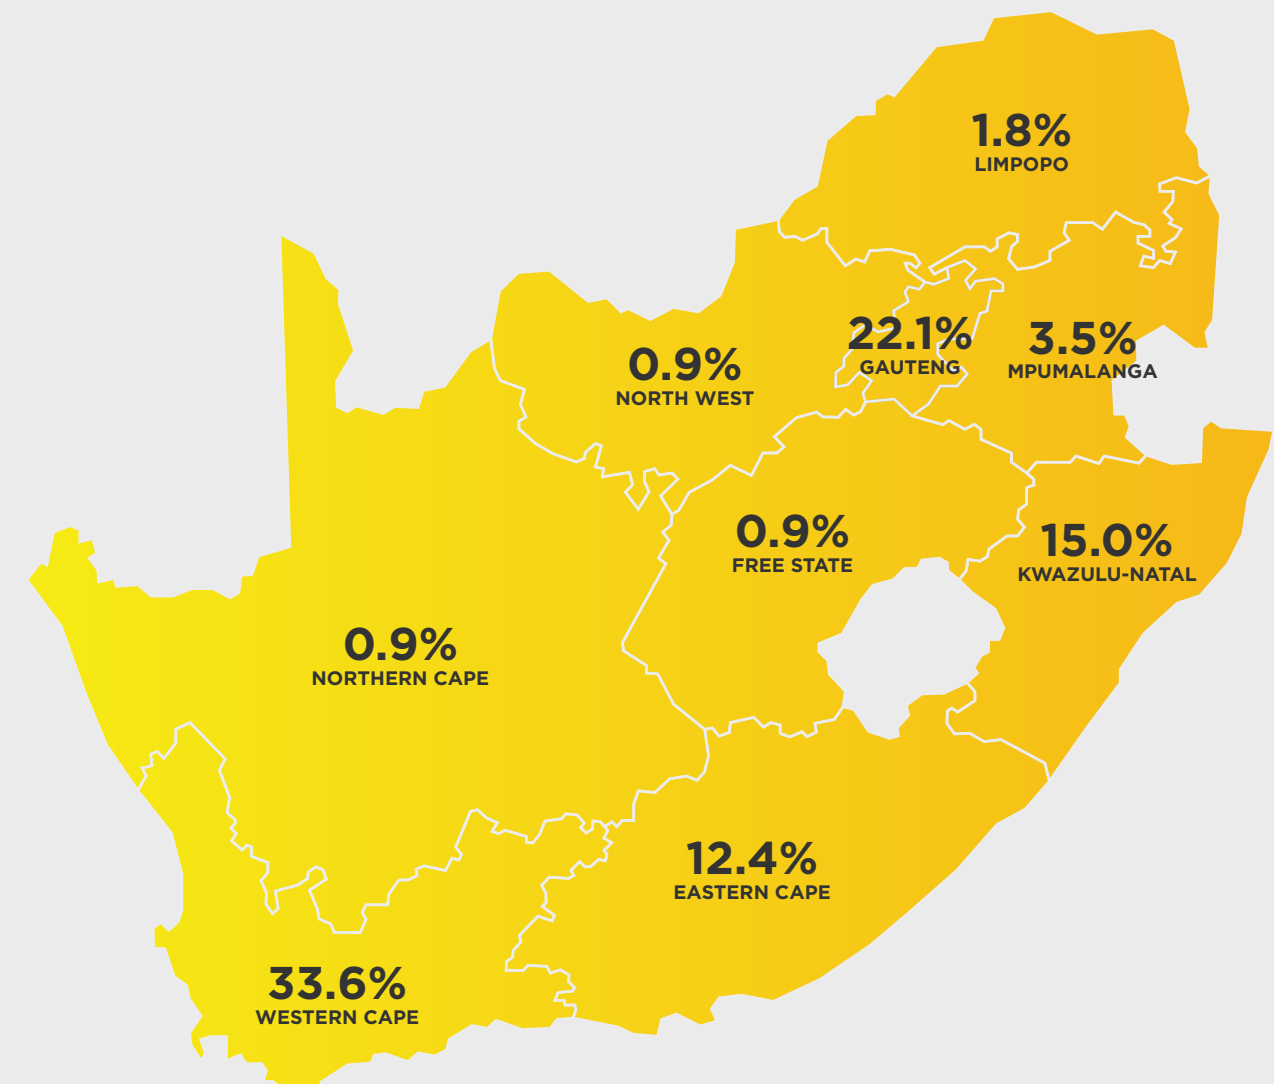 1.8%
LIMPOPO
22.1%
GAUTENG
3.5%
MPUMALANGA
0.9%
NORTH WEST
0.9%
FREE STATE
15.0%
KWAZULU-NATAL
0.9%
NORTHERN CAPE
12.4%
EASTERN CAPE
33.6%
WESTERN CAPE